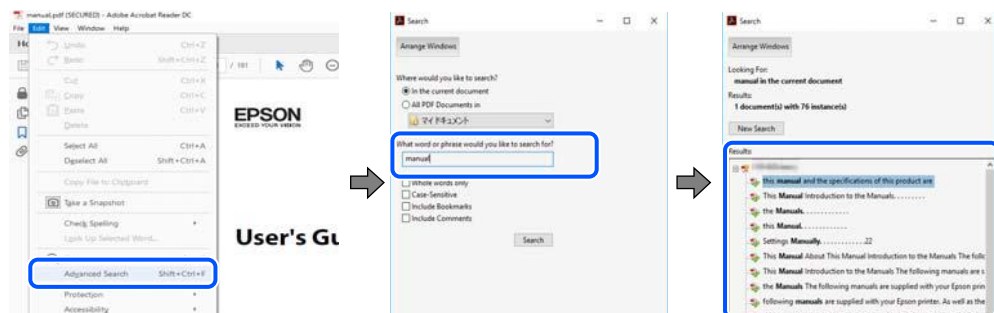 manual.pdf (SECURED) - Adobe Acrobat Reader DC
File Edit View Window Help
Undo Ctrl+Z
Redo Shift+Ctrl+Z
Cut Ctrl+X
Copy Ctrl+C
Paste Ctrl+V
Delete
Select All Ctrl+A
Deselect All Shift+Ctrl+A
Copy File to Clipboard
Take a Snapshot
Check Spelling
Look Up Selected Word...
Advanced Search Shift+Ctrl+F
Protection
Accessibility
/ 181
EPSON
EXCEED YOUR VISION
User's Gu
Search
Arrange Windows
Where would you like to search?
In the current document
All PDF Documents in
マイ ドキュメント
What word or phrase would you like to search for?
manual
Whole words only
Case-Sensitive
Include Bookmarks
Include Comments
Search
Search
Arrange Windows
Looking For:
manual in the current document
Results:
1 document(s) with 76 instance(s)
New Search
Results:
this manual and the specifications of this product are
This Manual Introduction to the Manuals. . . . . . . . .
the Manuals. . . . . . . . . . . . .
this Manual. . . . . . . . . . . . .
Settings Manually. . . . . . . . . . . . .22
This Manual About This Manual Introduction to the Manuals The follo
This Manual Introduction to the Manuals The following manuals are s
the Manuals The following manuals are supplied with your Epson prin
following manuals are supplied with your Epson printer. As well as the